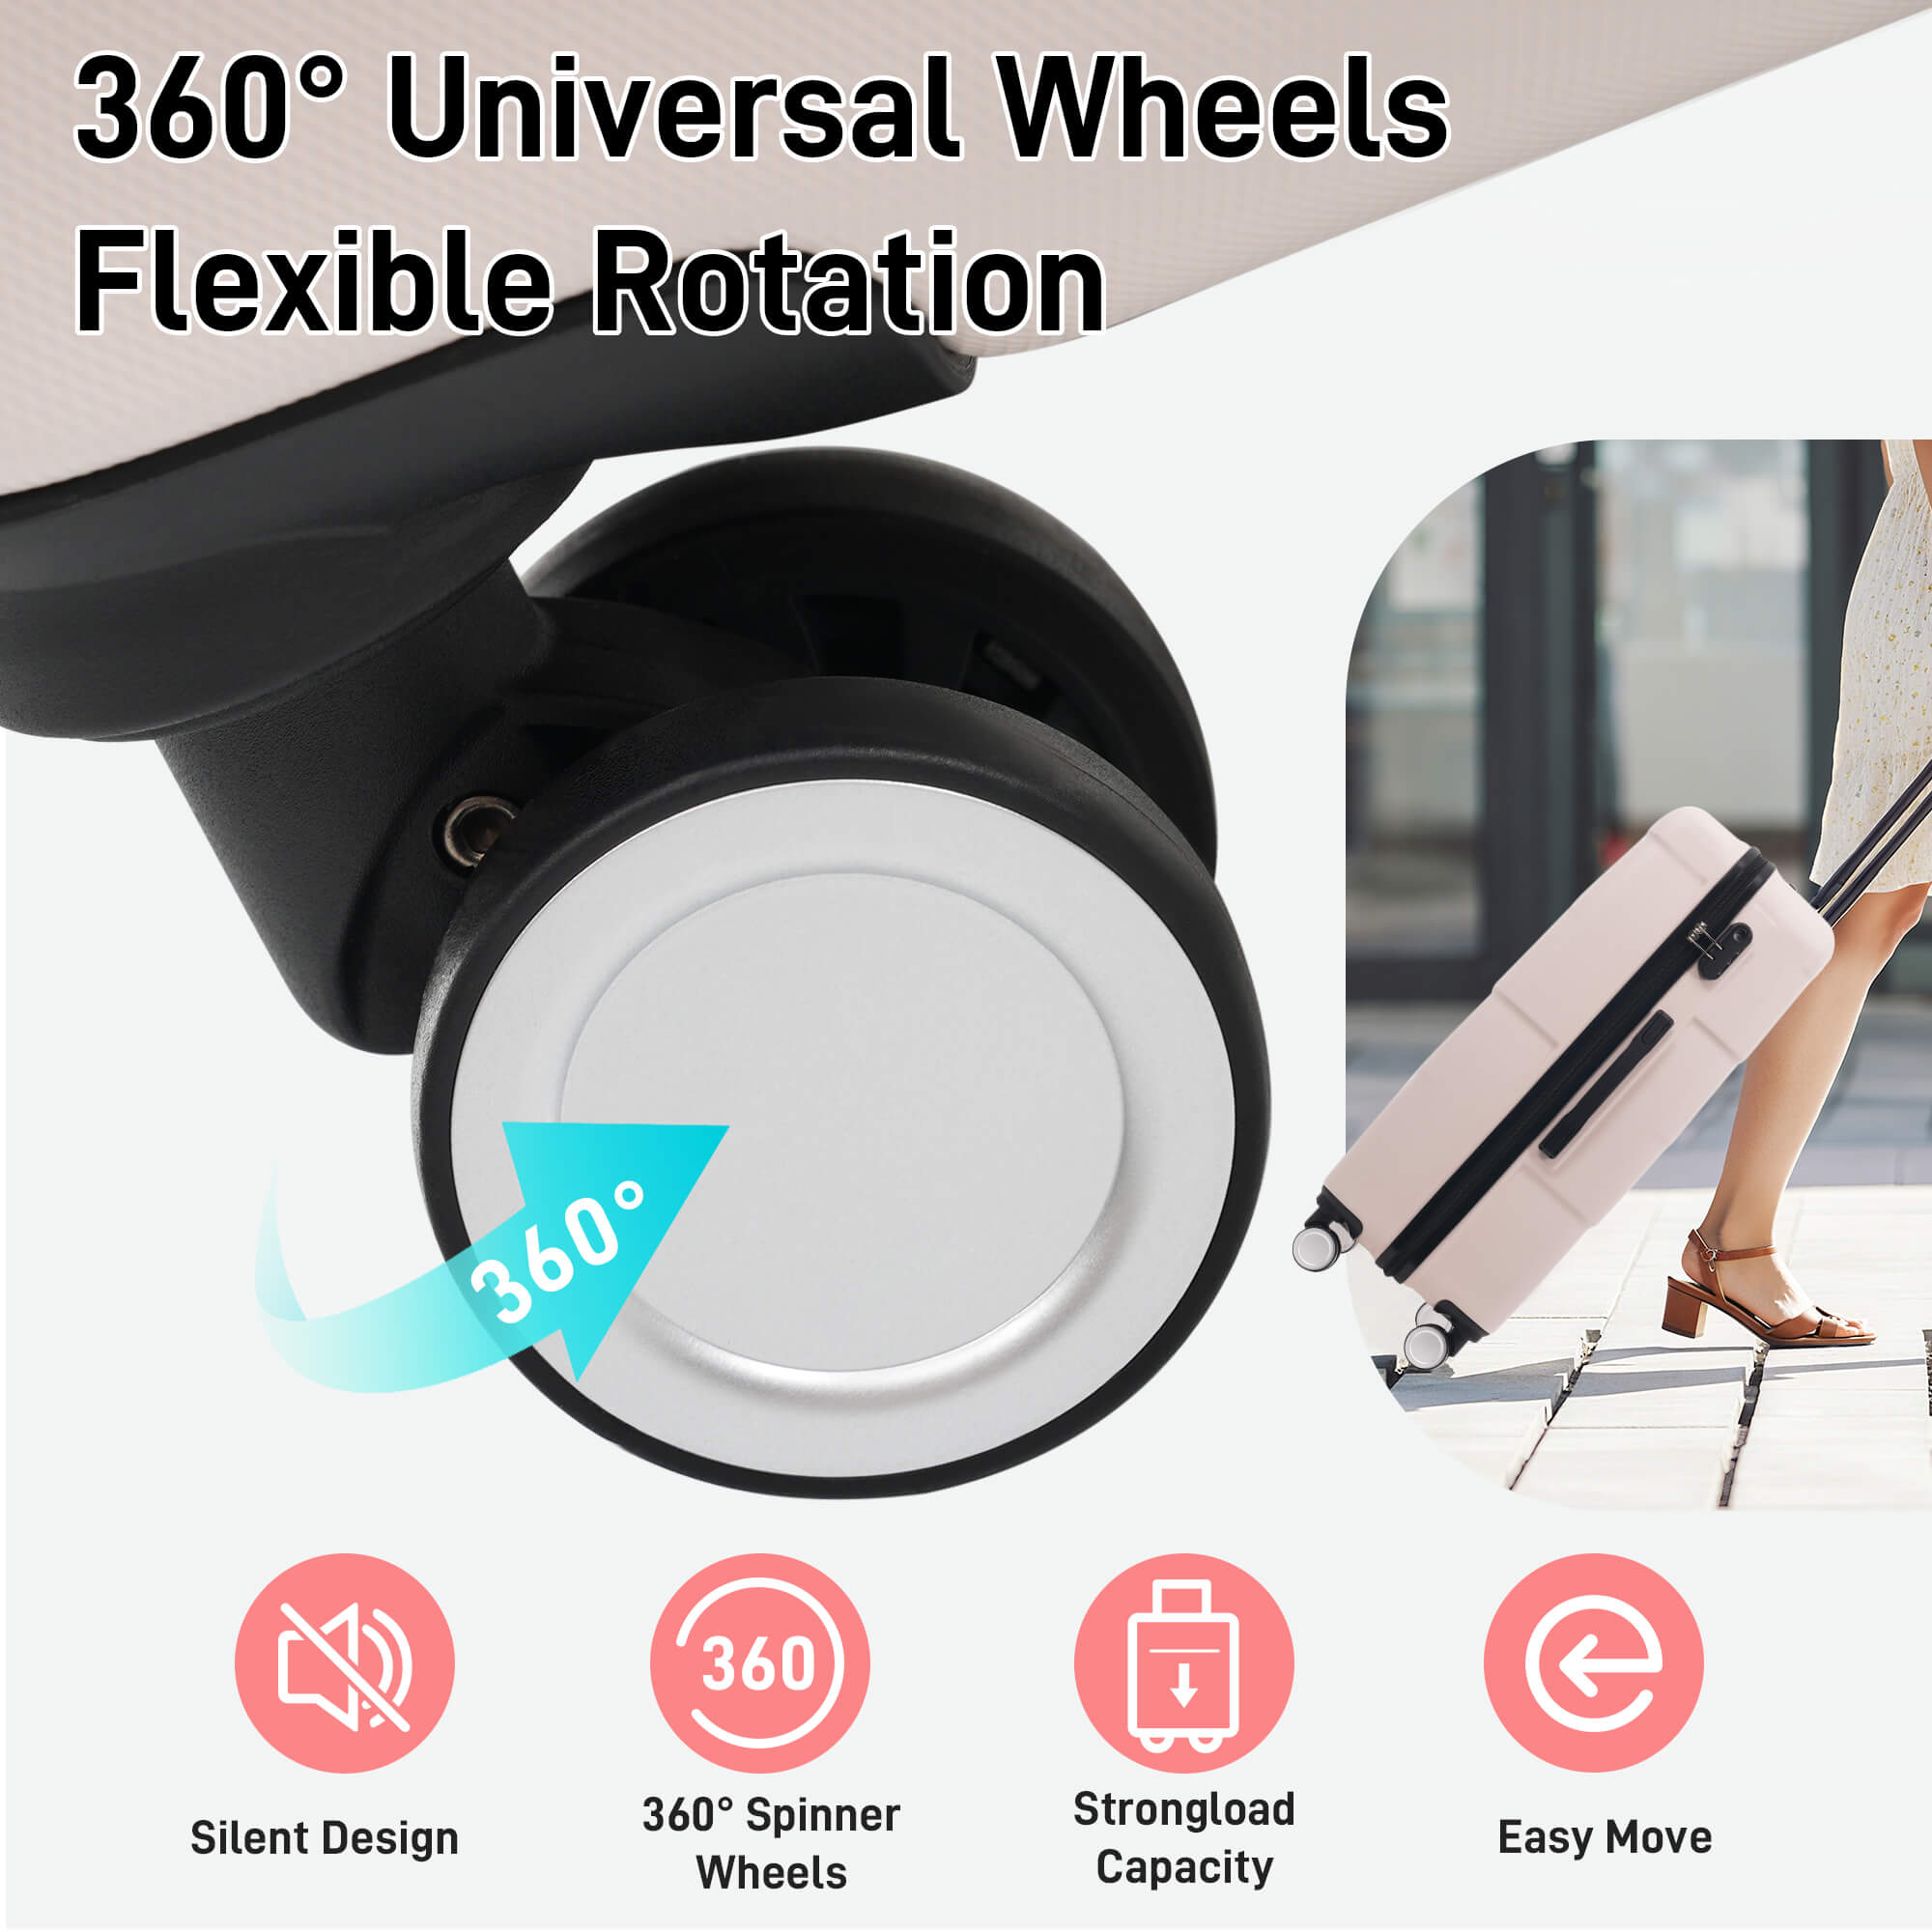 360° Universal Wheels
Flexible Rotation
360°
360
Silent Design
360° Spinner
Wheels
Strongload
Capacity
Easy Move